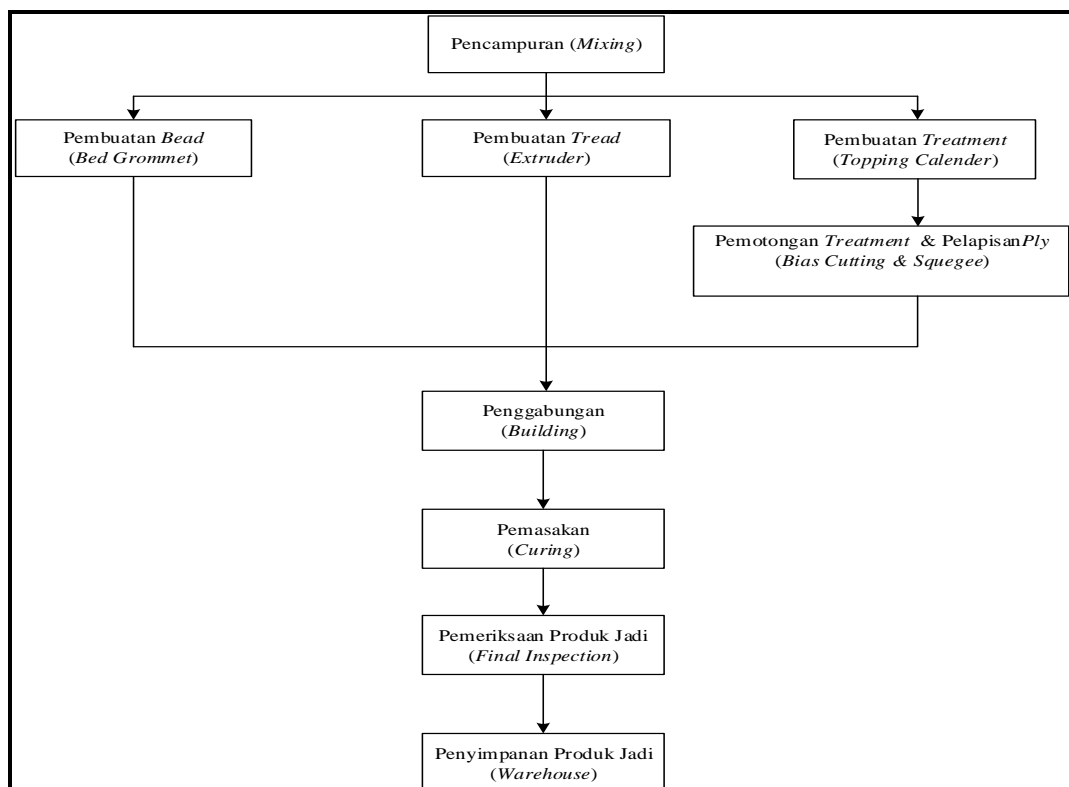 Pencampuran (Mixing)
Pembuatan Bead
(Bed Grommet)
Pembuatan Tread
(Extruder)
Pembuatan Treatment
(Topping Calender)
Pemotongan Treatment & PelapisanPly
(Bias Cutting & Squegee)
Penggabungan
(Building)
Pemasakan
(Curing)
Pemeriksaan Produk Jadi
(Final Inspection)
Penyimpanan Produk Jadi
(Warehouse)